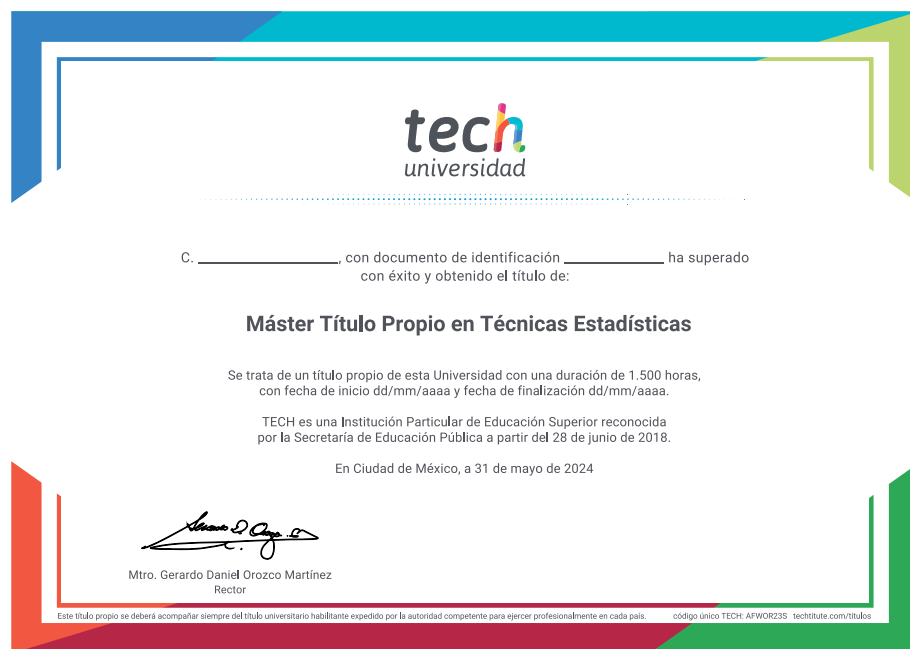 tech
universidad
C. ____________, con documento de identificación ____________ ha superado
con éxito y obtenido el título de:
Máster Título Propio en Técnicas Estadísticas
Se trata de un título propio de esta Universidad con una duración de 1.500 horas,
con fecha de inicio dd/mm/aaaa y fecha de finalización dd/mm/aaaa.
TECH es una Institución Particular de Educación Superior reconocida
por la Secretaría de Educación Pública a partir del 28 de junio de 2018.
En Ciudad de México, a 31 de mayo de 2024
Mtro. Gerardo Daniel Orozco Martínez
Rector
Este título propio se deberá acompañar siempre del título universitario habilitante expedido por la autoridad competente para ejercer profesionalmente en cada país. código único TECH: AFWOR23S techtitute.com/titulos